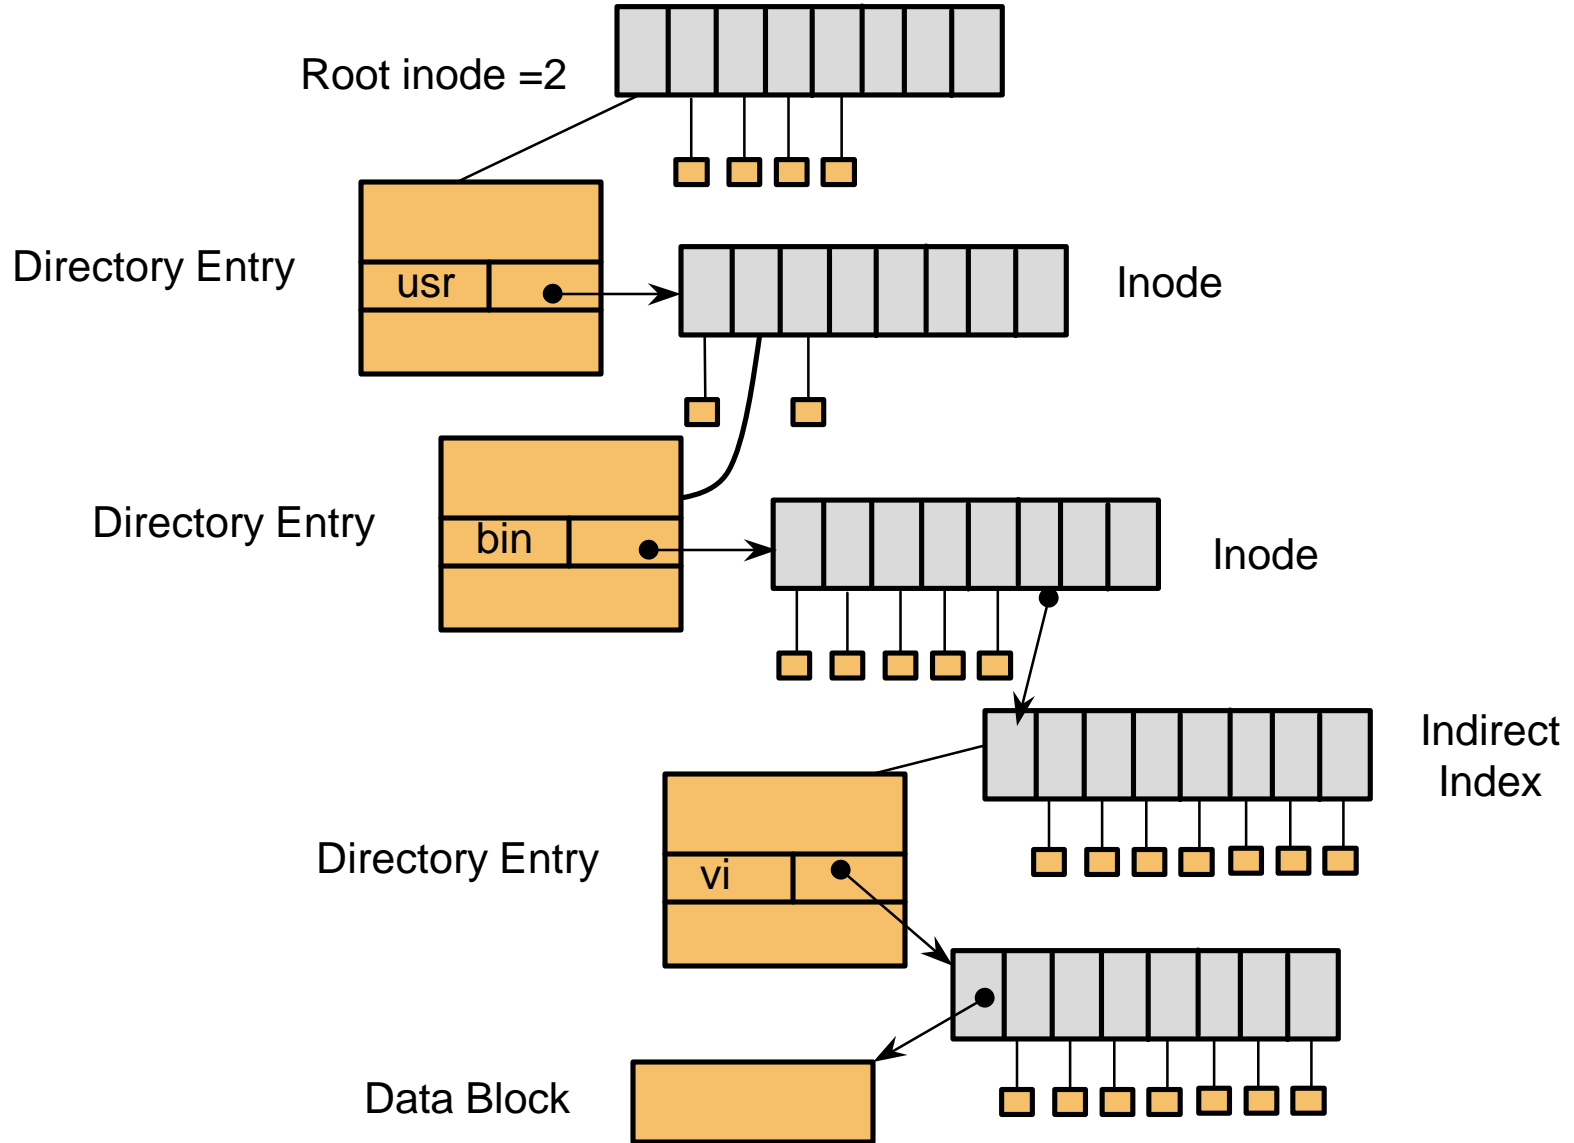 Root inode =2
Directory Entry
usr
Inode
Directory Entry
bin
Inode
Indirect
Index
Directory Entry
vi
Data Block